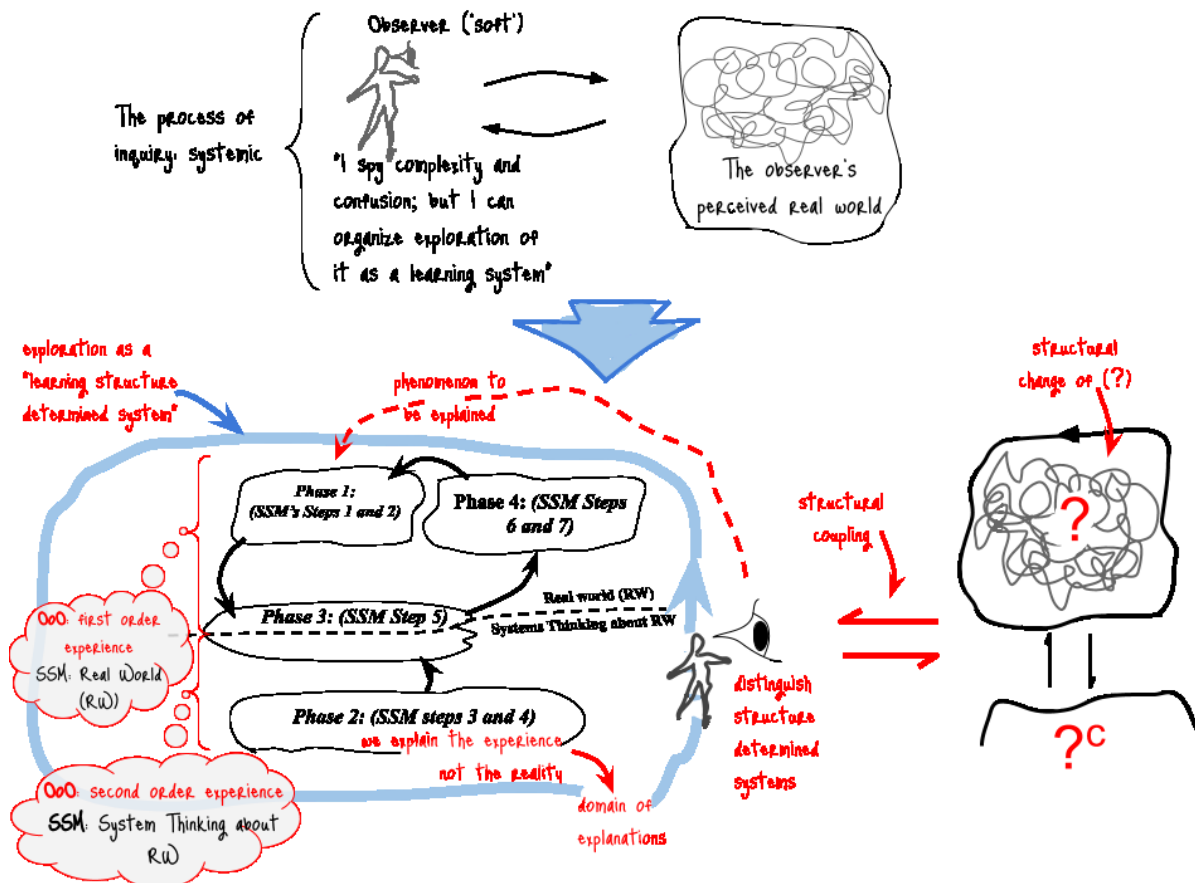 Observer ('soft')
The process of
inquiry: systemic
"I spy complexity and
confusion; but I can
organize exploration of
it as a learning system"
The observer's
perceived real world
exploration as a
"learning structure
determined system"
phenomenon to
be explained
structural
change of (?)
Phase 1:
(SSM's Steps 1 and 2)
Phase 4: (SSM Steps
6 and 7)
structural
coupling
?
Phase 3: (SSM Step 5)
Real world (RW)
Systems Thinking about RW
OoO: first order
experience
SSM: Real World
(RW)
distinguish
structure
determined
systems
Phase 2: (SSM steps 3 and 4)
we explain the experience
not the reality
?C
OoO: second order experience
SSM: System Thinking about
RW
domain of
explanations